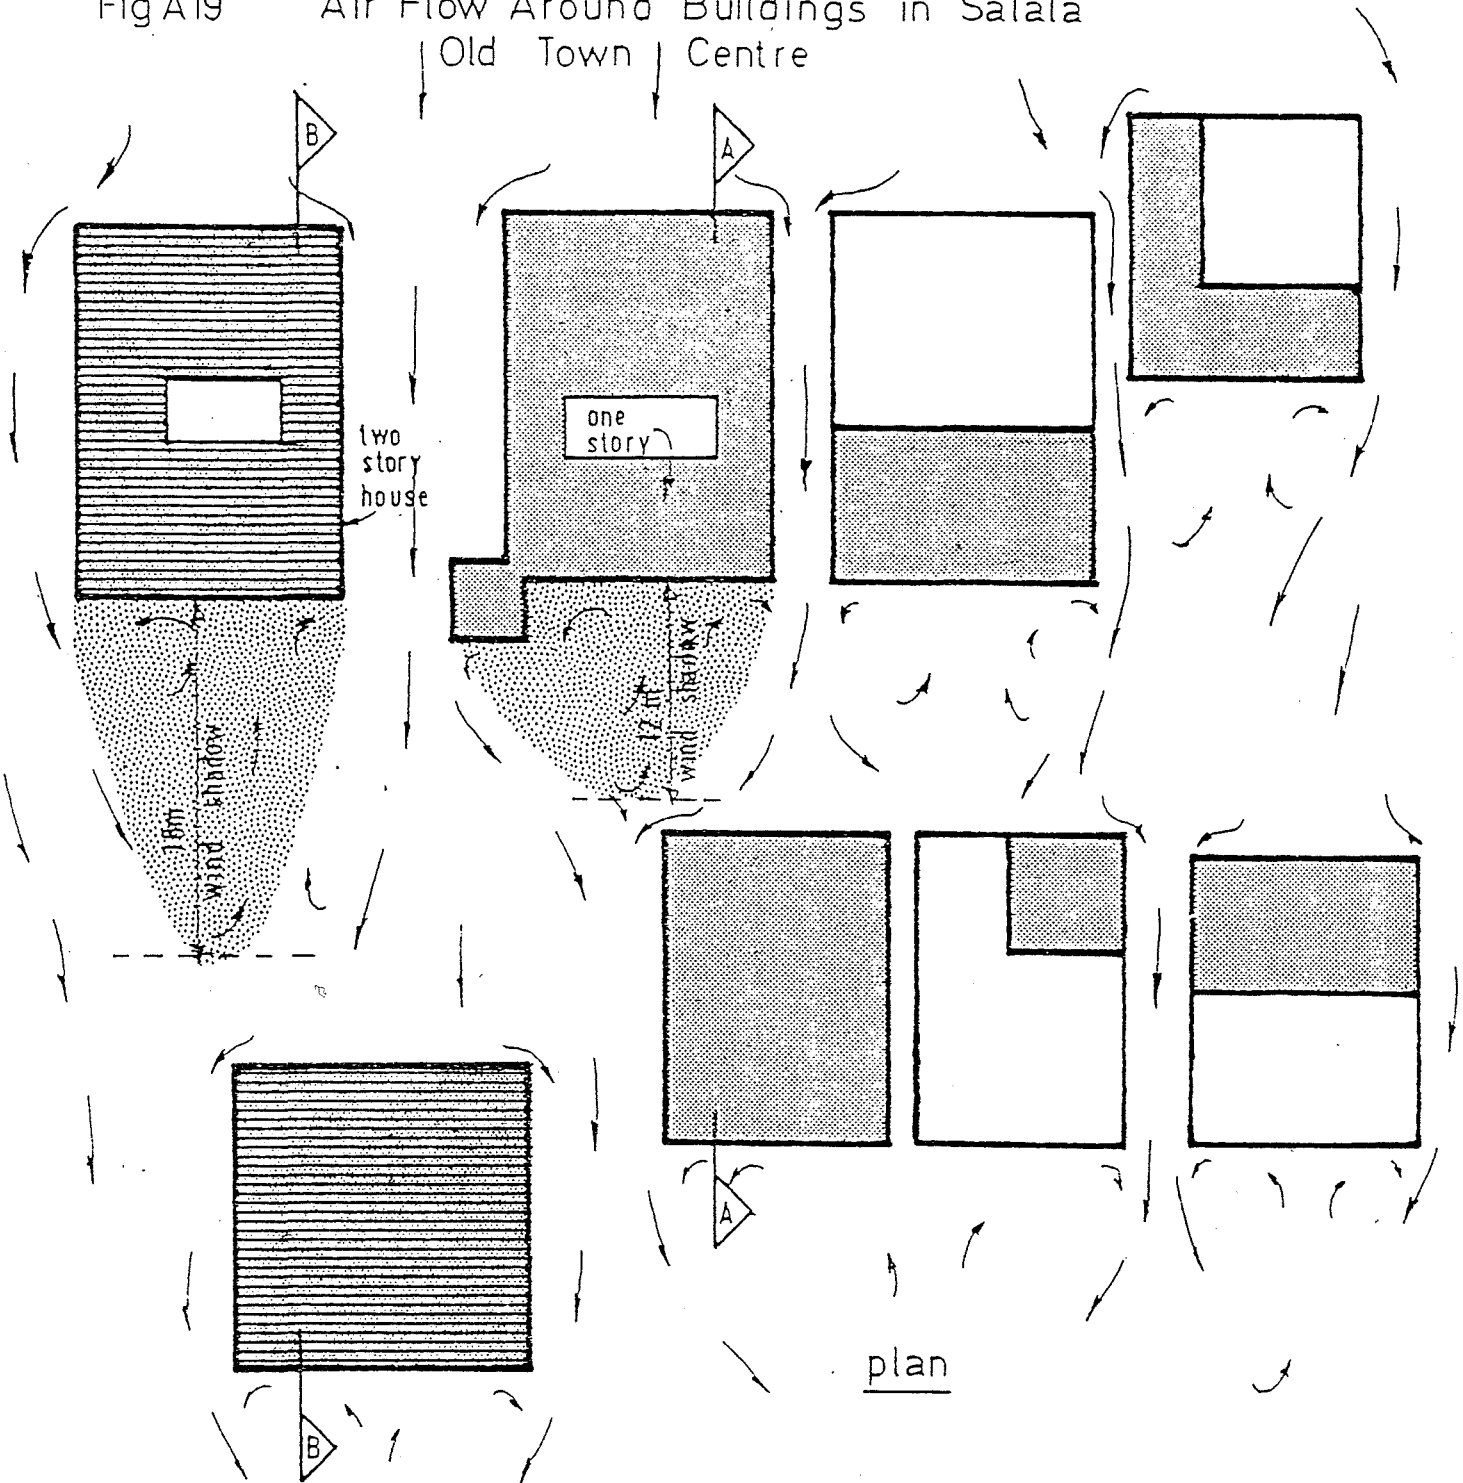 Fig A19 Air Flow Around Buildings in Salala
Old Town Centre
B
A
one
story
two
story
house
12 m
wind shadow
18m
wind shadow
A
plan
B